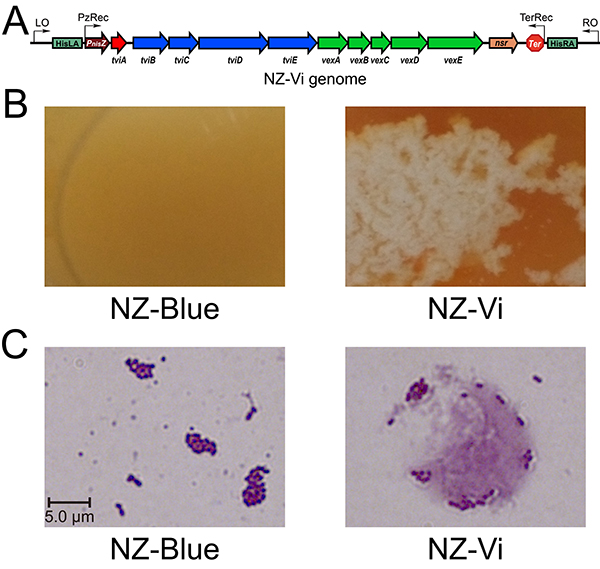 A
LO PzRec TerRec RO
HisLA PnisZ nsr Ter HisRA
tviA tviB tviC tviD tviE vexA vexB vexC vexD vexE
NZ-Vi genome
B
NZ-Blue NZ-Vi
C
5.0 µm
NZ-Blue NZ-Vi